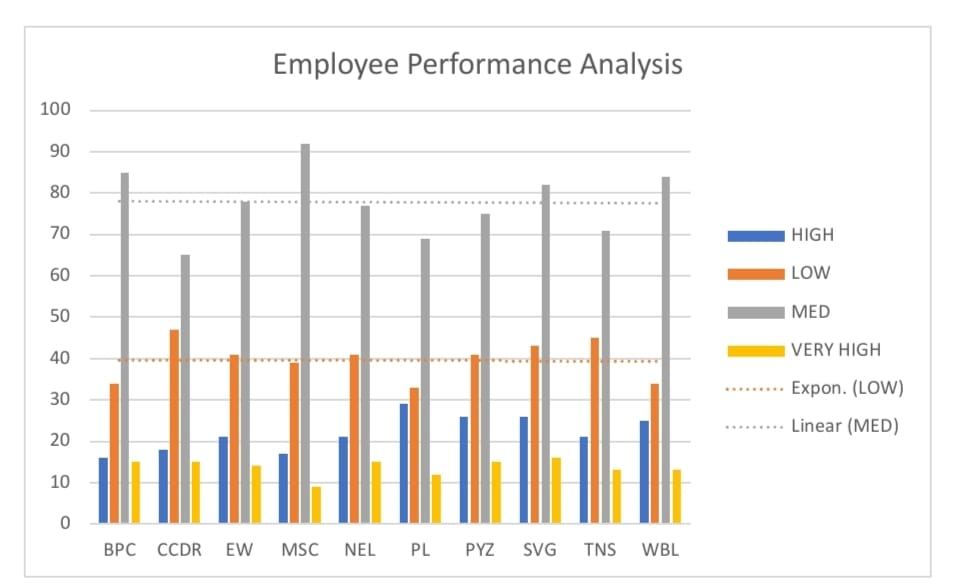 Employee Performance Analysis
100
90
80
70
60
50
40
30
20
10
0
BPC CCDR EW MSC NEL PL PYZ SVG TNS WBL
HIGH
LOW
MED
VERY HIGH
Expon. (LOW)
Linear (MED)